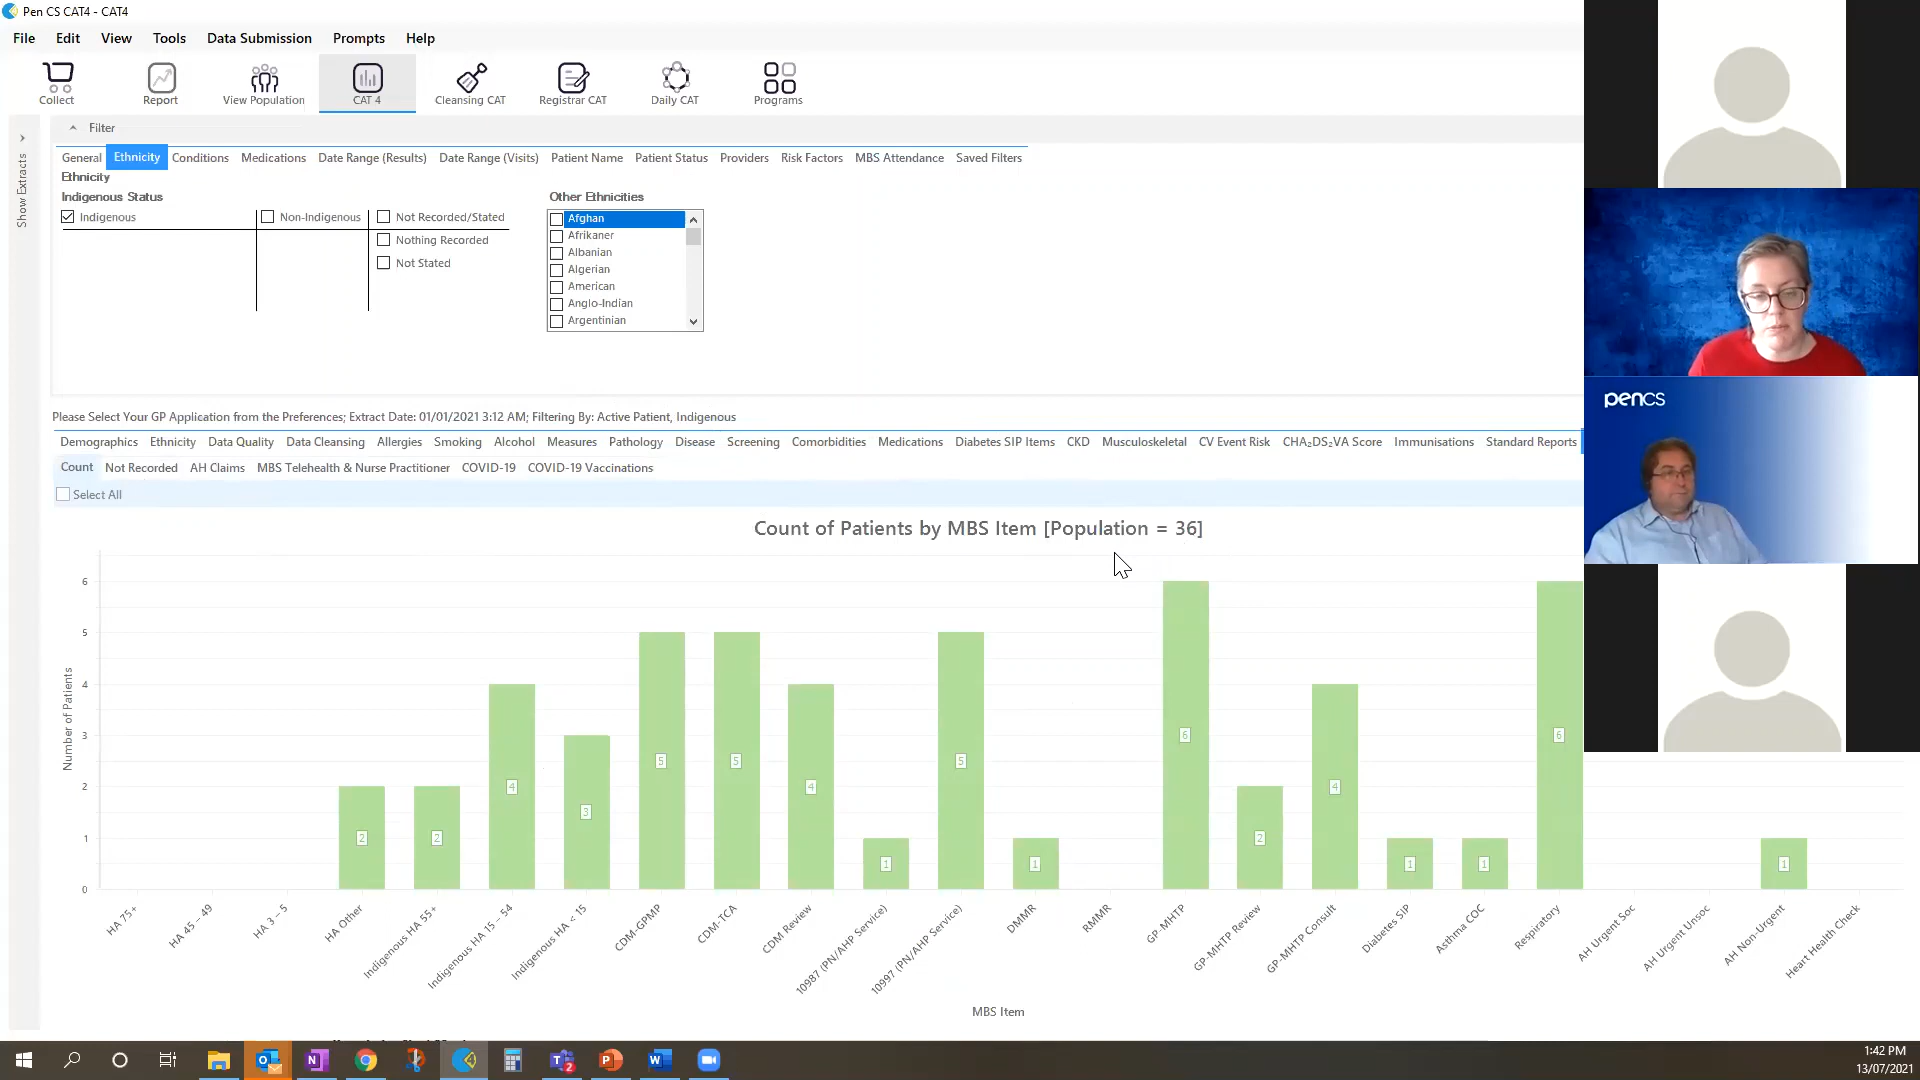 Pen CS CAT4 - CAT4
File Edit View Tools Data Submission Prompts Help
Collect Report View Population CAT 4 Cleansing CAT Registrar CAT Daily CAT Programs
Filter
Show Extracts
General Ethnicity Conditions Medications Date Range (Results) Date Range (Visits) Patient Name Patient Status Providers Risk Factors MBS Attendance Saved Filters
Ethnicity
Indigenous Status Other Ethnicities
Indigenous Non-Indigenous Not Recorded/Stated
Nothing Recorded
Not Stated
Afghan
Afrikaner
Albanian
Algerian
American
Anglo-Indian
Argentinian
pencs
Please Select Your GP Application from the Preferences; Extract Date: 01/01/2021 3:12 AM; Filtering By: Active Patient, Indigenous
Demographics Ethnicity Data Quality Data Cleansing Allergies Smoking Alcohol Measures Pathology Disease Screening Comorbidities Medications Diabetes SIP Items CKD Musculoskeletal CV Event Risk CHA₂DS₂VA Score Immunisations Standard Reports
Count Not Recorded AH Claims MBS Telehealth & Nurse Practitioner COVID-19 COVID-19 Vaccinations
Select All
Count of Patients by MBS Item [Population = 36]
Number of Patients
6
5
4
3
2
1
0
2 2 4 3 5 5 4 1 5 1 6 2 4 1 1 6 1
HA 75+
HA 45 – 49
HA 3 – 5
HA Other
Indigenous HA 55+
Indigenous HA 15 – 54
Indigenous HA < 15
CDM-GPMP
CDM-TCA
CDM Review
10987 (PN/AHP Service)
10997 (PN/AHP Service)
DMMR
RMMR
GP-MHTP
GP-MHTP Review
GP-MHTP Consult
Diabetes SIP
Asthma COC
Respiratory
AH Urgent Soc
AH Urgent Unsoc
AH Non-Urgent
Heart Health Check
MBS Item
1:42 PM
13/07/2021